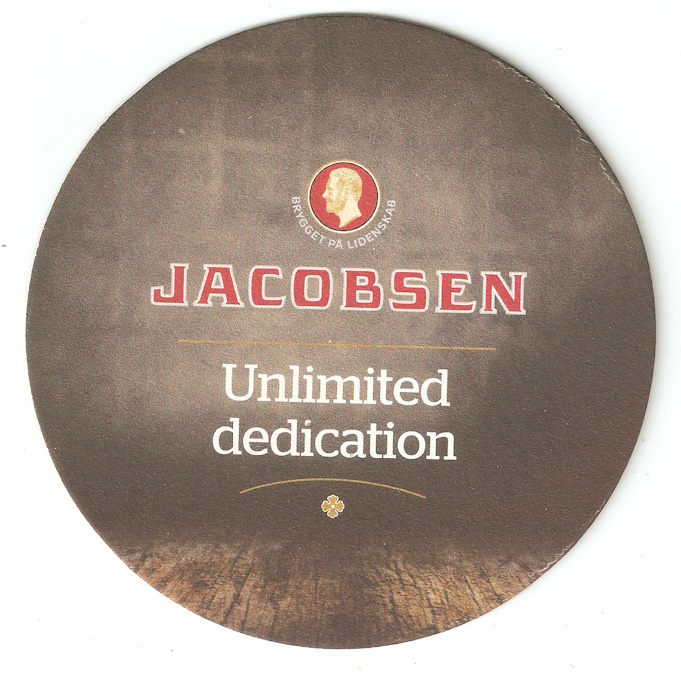 BRYGGET PÅ LIDENSKAB
JACOBSEN
Unlimited
dedication